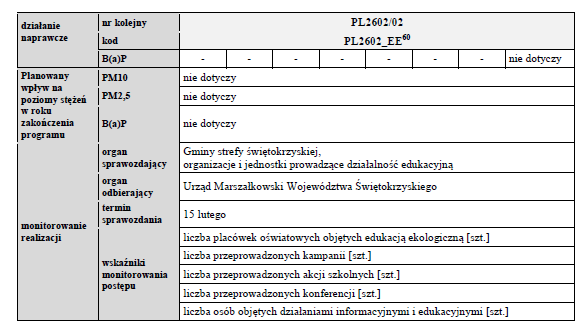 działanie naprawcze
nr kolejny
PL2602/02
kod
PL2602_EE60
B(a)P
- - - - - - - nie dotyczy
Planowany
wpływ na
poziomy stężeń
w roku
zakończenia
programu
PM10
nie dotyczy
PM2,5
nie dotyczy
B(a)P
nie dotyczy
monitorowanie
realizacji
organ
sprawozdający
Gminy strefy świętokrzyskiej,
organizacje i jednostki prowadzące działalność edukacyjną
organ
odbierający
Urząd Marszałkowski Województwa Świętokrzyskiego
termin
sprawozdania
15 lutego
wskaźniki
monitorowania
postępu
liczba placówek oświatowych objętych edukacją ekologiczną [szt.]
liczba przeprowadzonych kampanii [szt.]
liczba przeprowadzonych akcji szkolnych [szt.]
liczba przeprowadzonych konferencji [szt.]
liczba osób objętych działaniami informacyjnymi i edukacyjnymi [szt.]